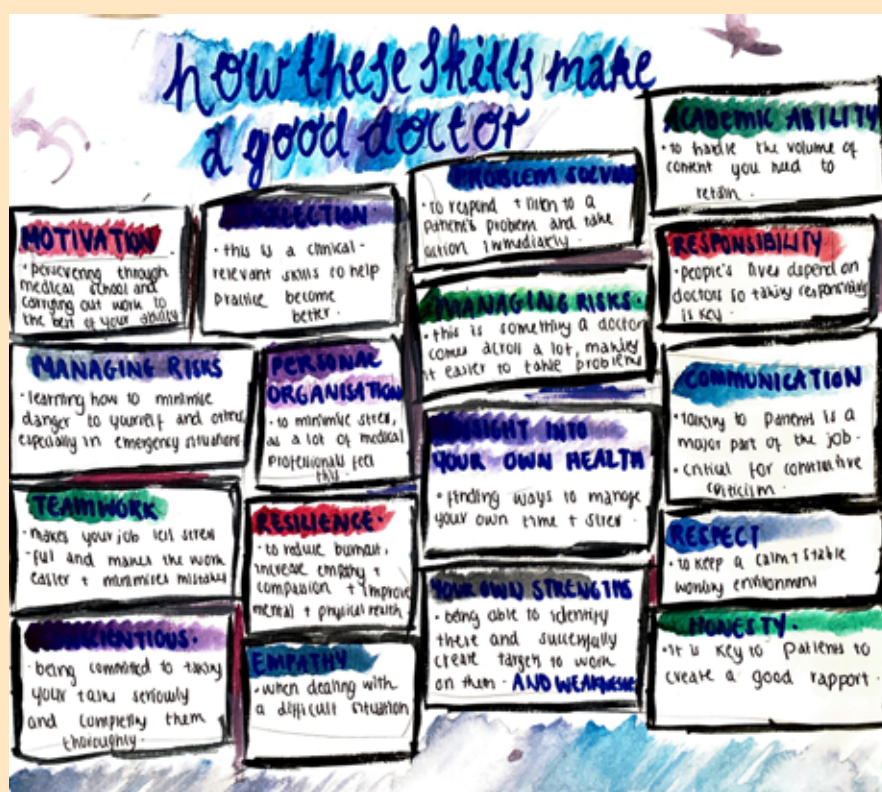 how these skills make
a good doctor
MOTIVATION
• persevering through
medical school and
carrying out work to
the best of your ability
REFLECTION •
• this is a clinical-
relevant skills to help
practice become
better •
PROBLEM SOLVING
• to respond + listen to a
patient's problem and take
action immediately •
ACADEMIC ABILITY
• to handle the volume of
content you need to
retain •
RESPONSIBILITY
• people's lives depend on
doctors so taking responsibility
is key •
MANAGING RISKS •
• this is something a doctor
comes across a lot, making
it easier to table problems
MANAGING RISKS
• learning how to minimise
danger to yourself and others,
especially in emergency situations
PERSONAL
ORGANISATION
• to minimise stress,
as a lot of medical
professionals feel
this •
COMMUNICATION
• talking to patients is a
major part of the job •
• critical for constructive
criticism •
INSIGHT INTO
YOUR OWN HEALTH
• finding ways to manage
your own time + stress •
TEAMWORK
• makes your job less stress
-ful and makes the work
easier + minimises mistakes
RESILIENCE •
• to reduce burnout,
increase empathy +
compassion + improve
mental + physical health
RESPECT
• to keep a calm + stable
working environment
YOUR OWN STRENGTHS
• being able to identify
these and successfully
create targets to work
on them • AND WEAKNESSES
CONSCIENTIOUS •
• being committed to taking
your tasks seriously
and completing them
thoroughly •
EMPATHY
• when dealing with
a difficult situation
HONESTY •
• it is key to patients to
create a good rapport •